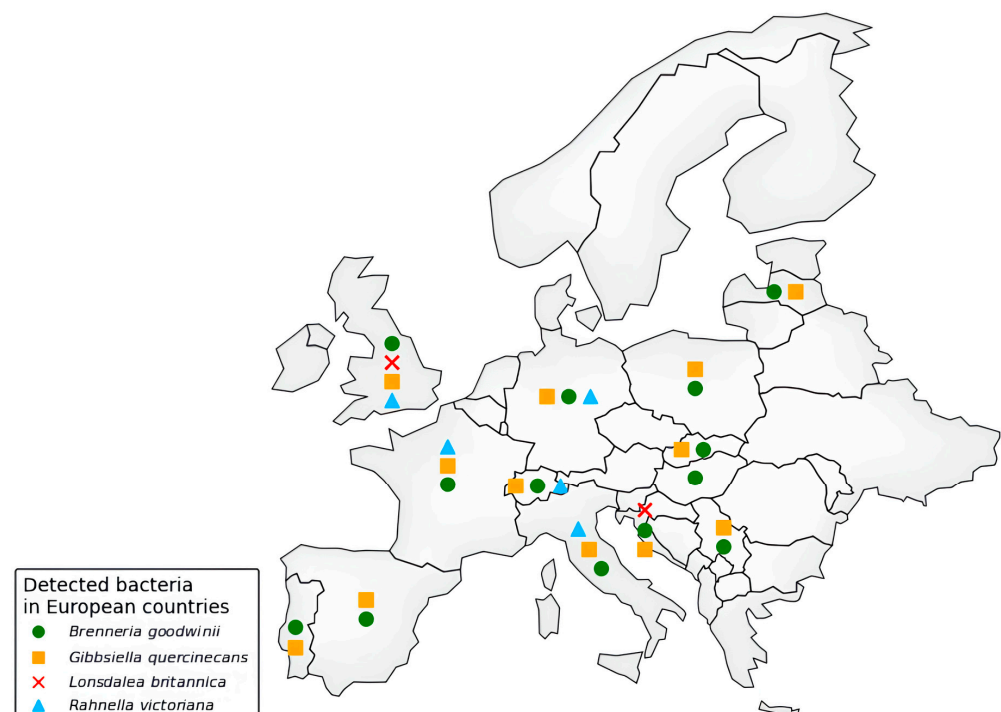 Detected bacteria
in European countries
Brenneria goodwinii
Gibbsiella quercinecans
Lonsdalea britannica
Rahnella victoriana